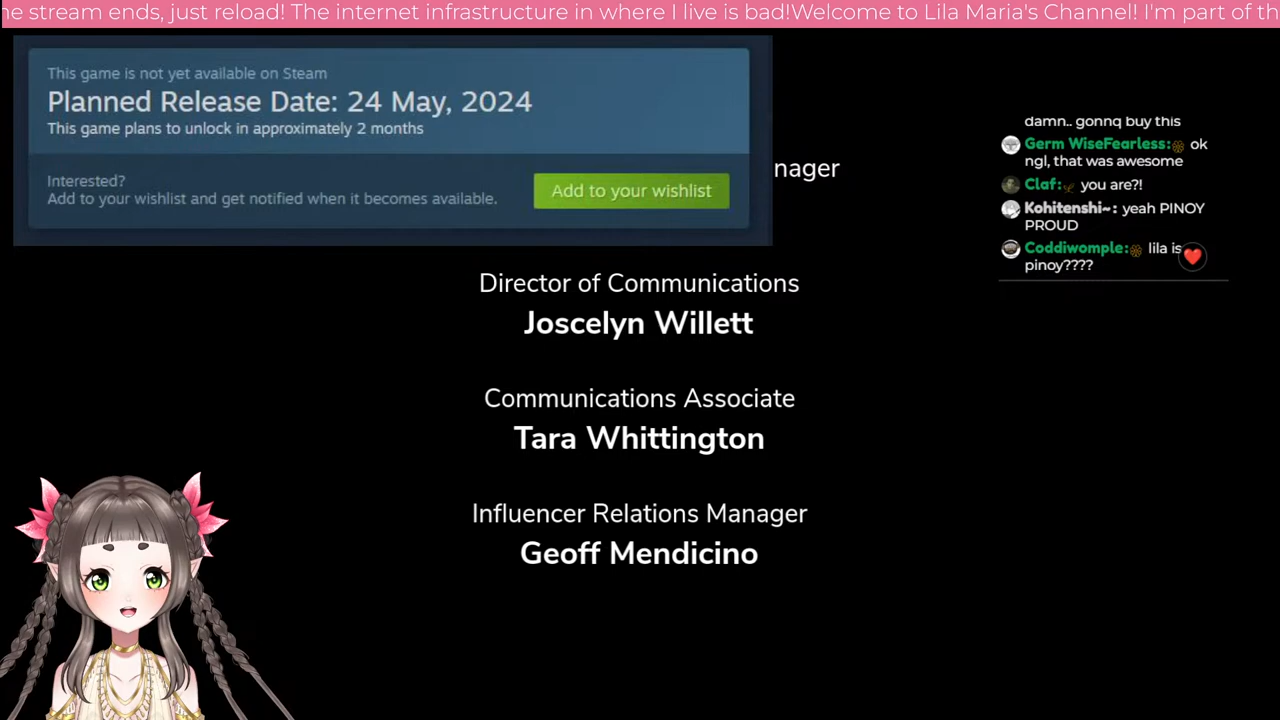 e stream ends, just reload! The internet infrastructure in where I live is bad!Welcome to Lila Maria's Channel! I'm part of th
This game is not yet available on Steam
Planned Release Date: 24 May, 2024
This game plans to unlock in approximately 2 months
Interested?
Add to your wishlist and get notified when it becomes available.
Add to your wishlist
nager
Director of Communications
Joscelyn Willett
Communications Associate
Tara Whittington
Influencer Relations Manager
Geoff Mendicino
damn.. gonnq buy this
Germ WiseFearless: ok
ngl, that was awesome
Claf: you are?!
Kohitenshi~: yeah PINOY
PROUD
Coddiwomple: lila is
pinoy????